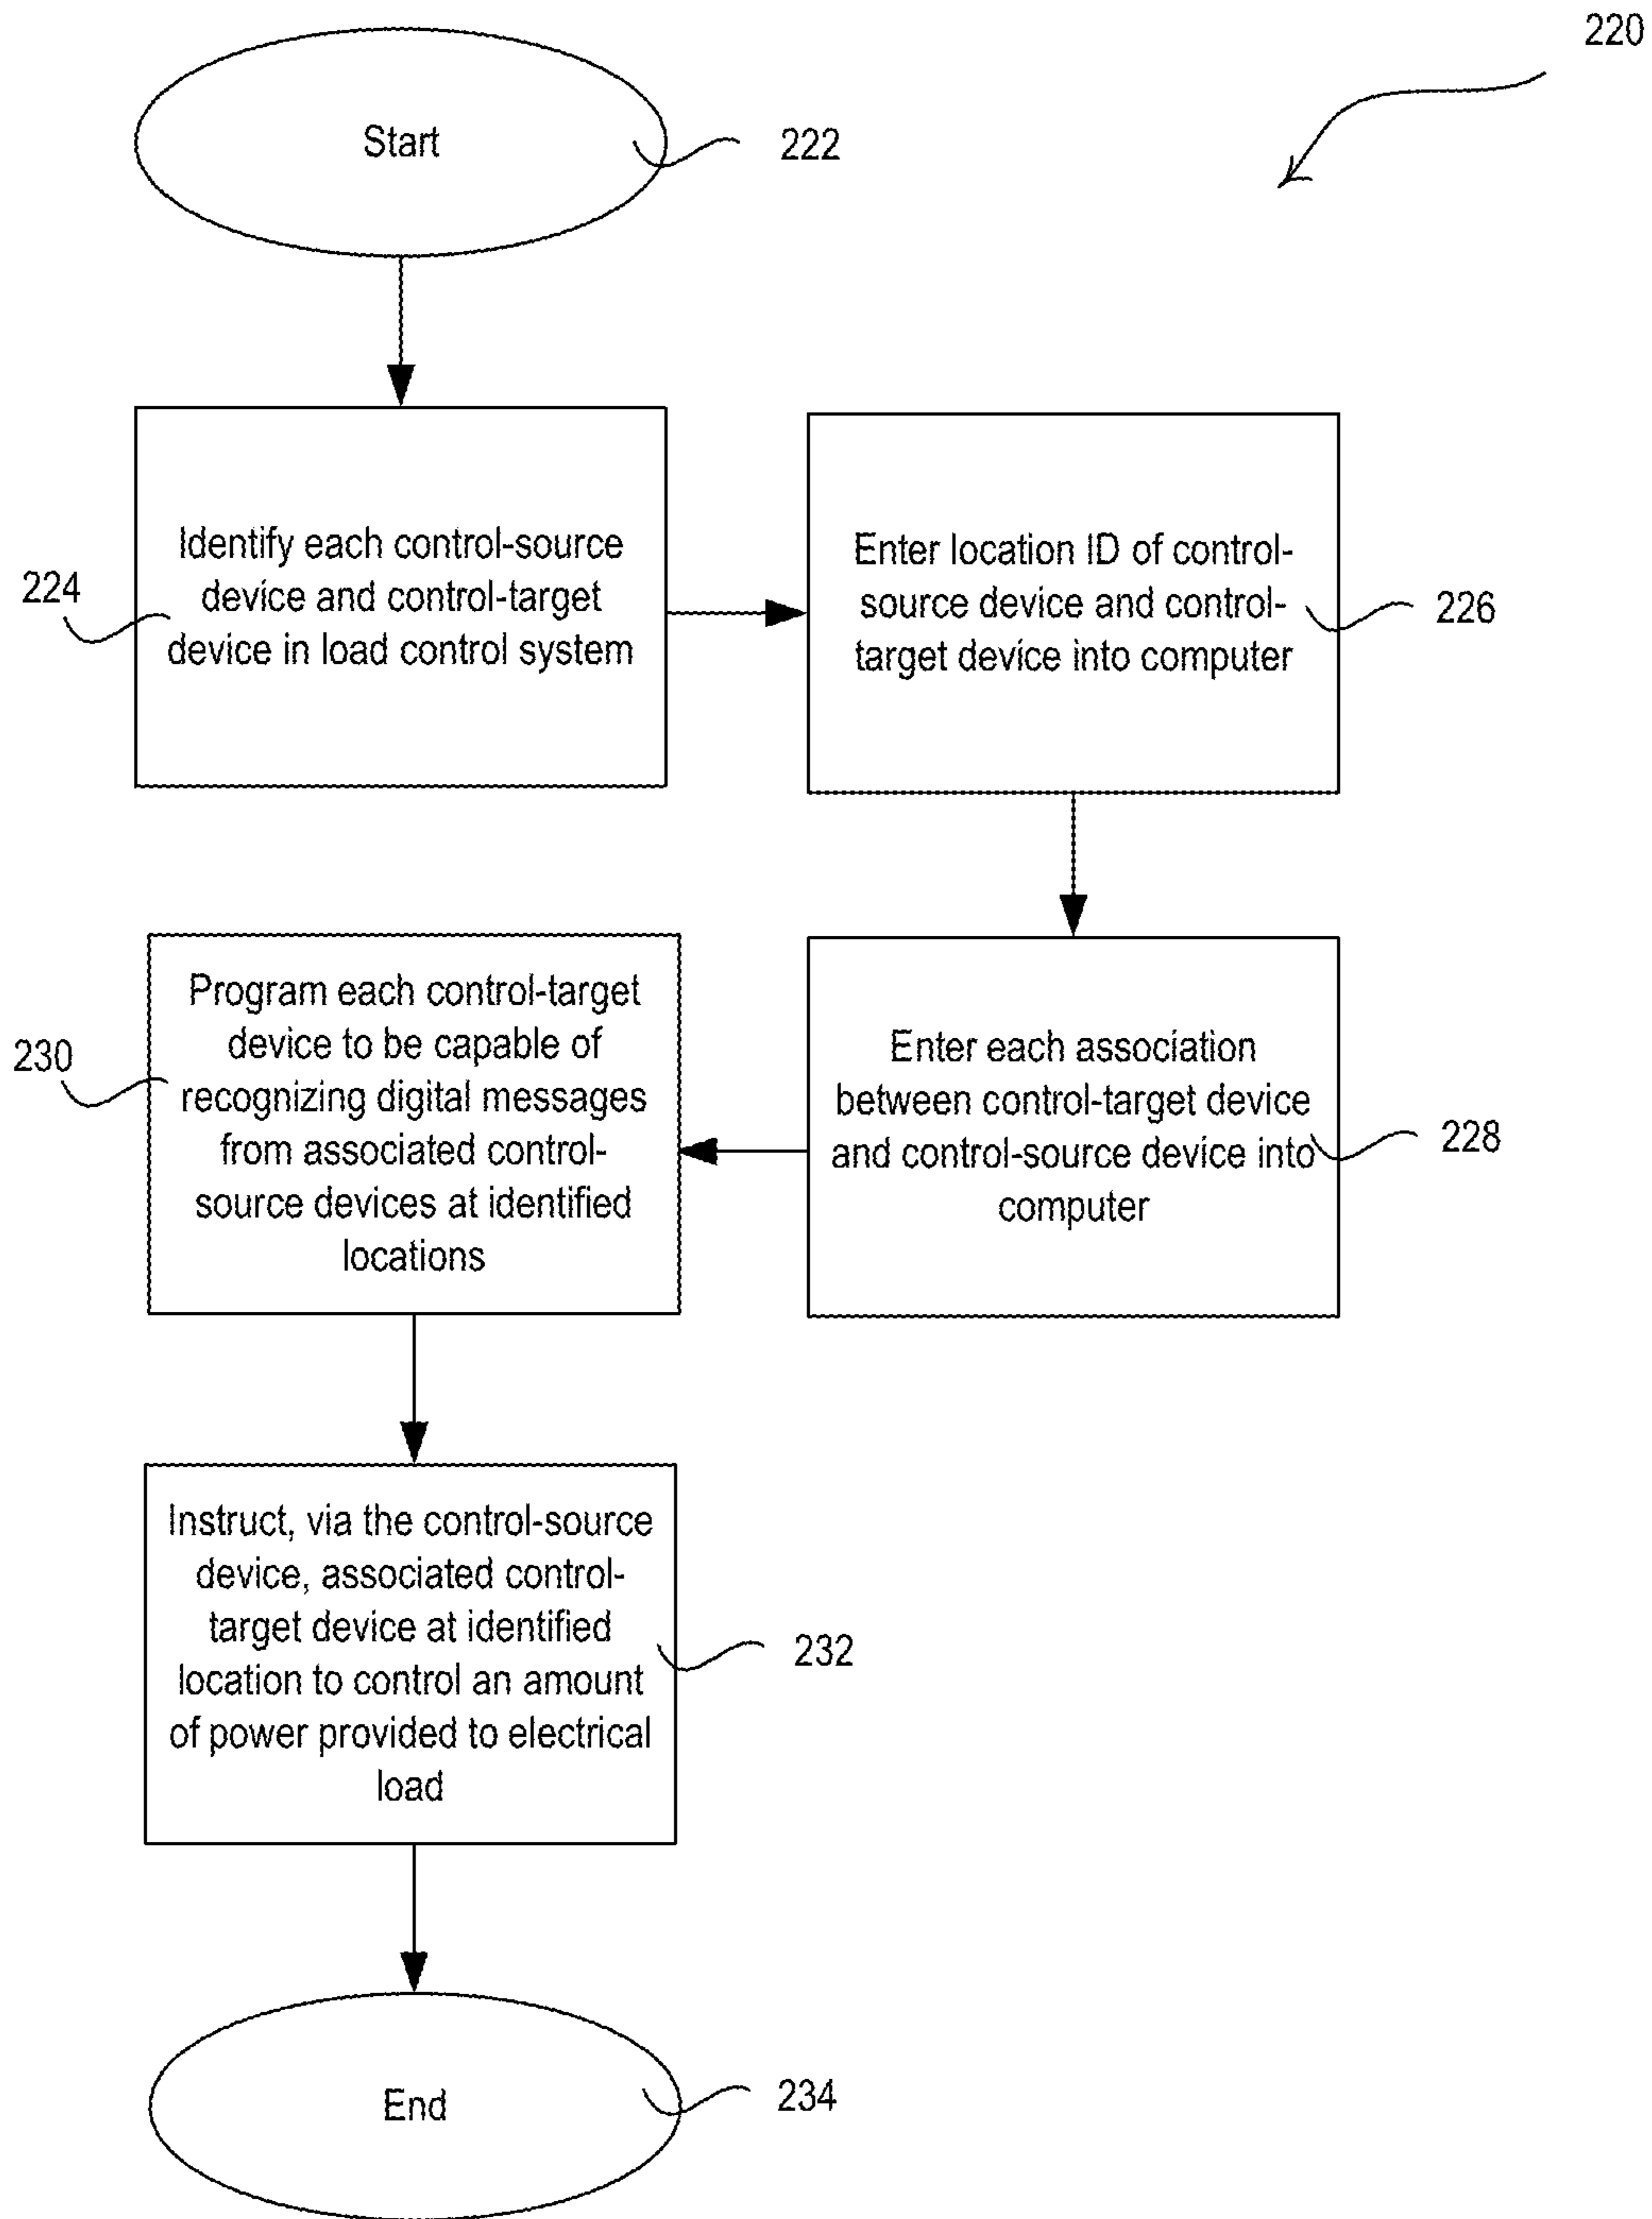 220
Start
222
Identify each control-source
device and control-target
device in load control system
224
Enter location ID of control-
source device and control-
target device into computer
226
Enter each association
between control-target device
and control-source device into
computer
228
Program each control-target
device to be capable of
recognizing digital messages
from associated control-
source devices at identified
locations
230
Instruct, via the control-source
device, associated control-
target device at identified
location to control an amount
of power provided to electrical
load
232
End
234